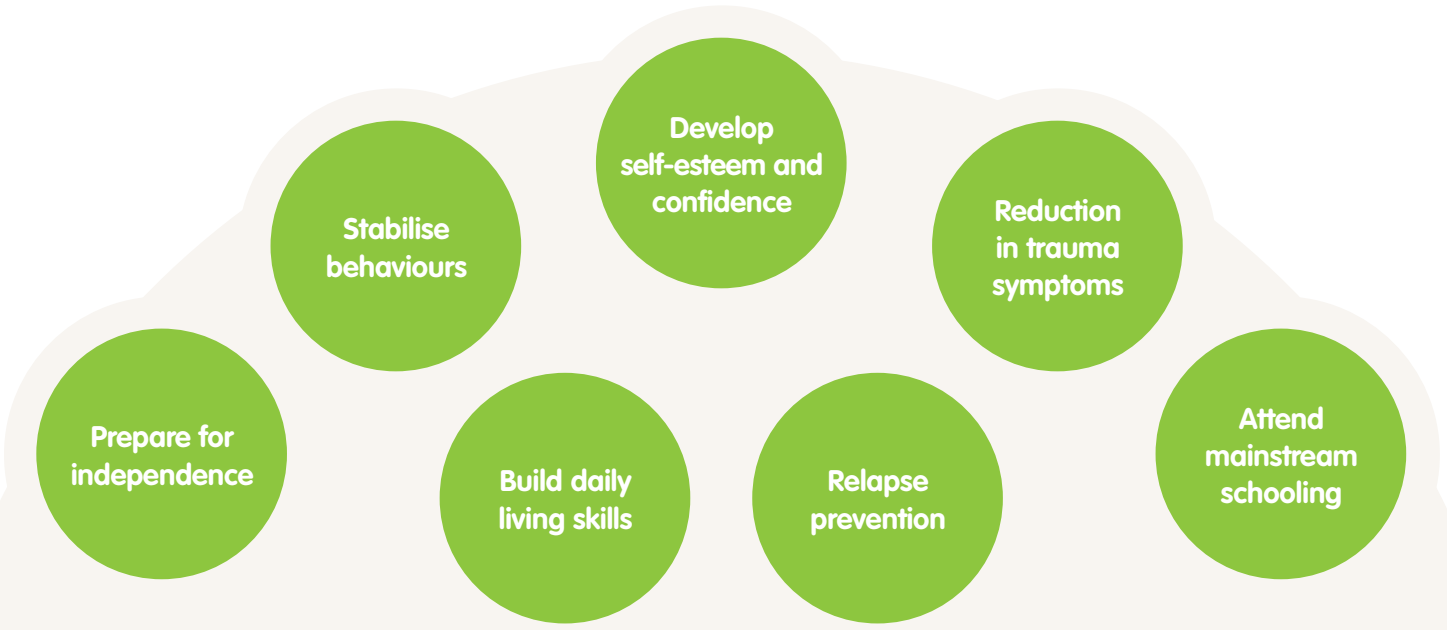 Develop
self-esteem and
confidence
Stabilise
behaviours
Reduction
in trauma
symptoms
Prepare for
independence
Build daily
living skills
Relapse
prevention
Attend
mainstream
schooling